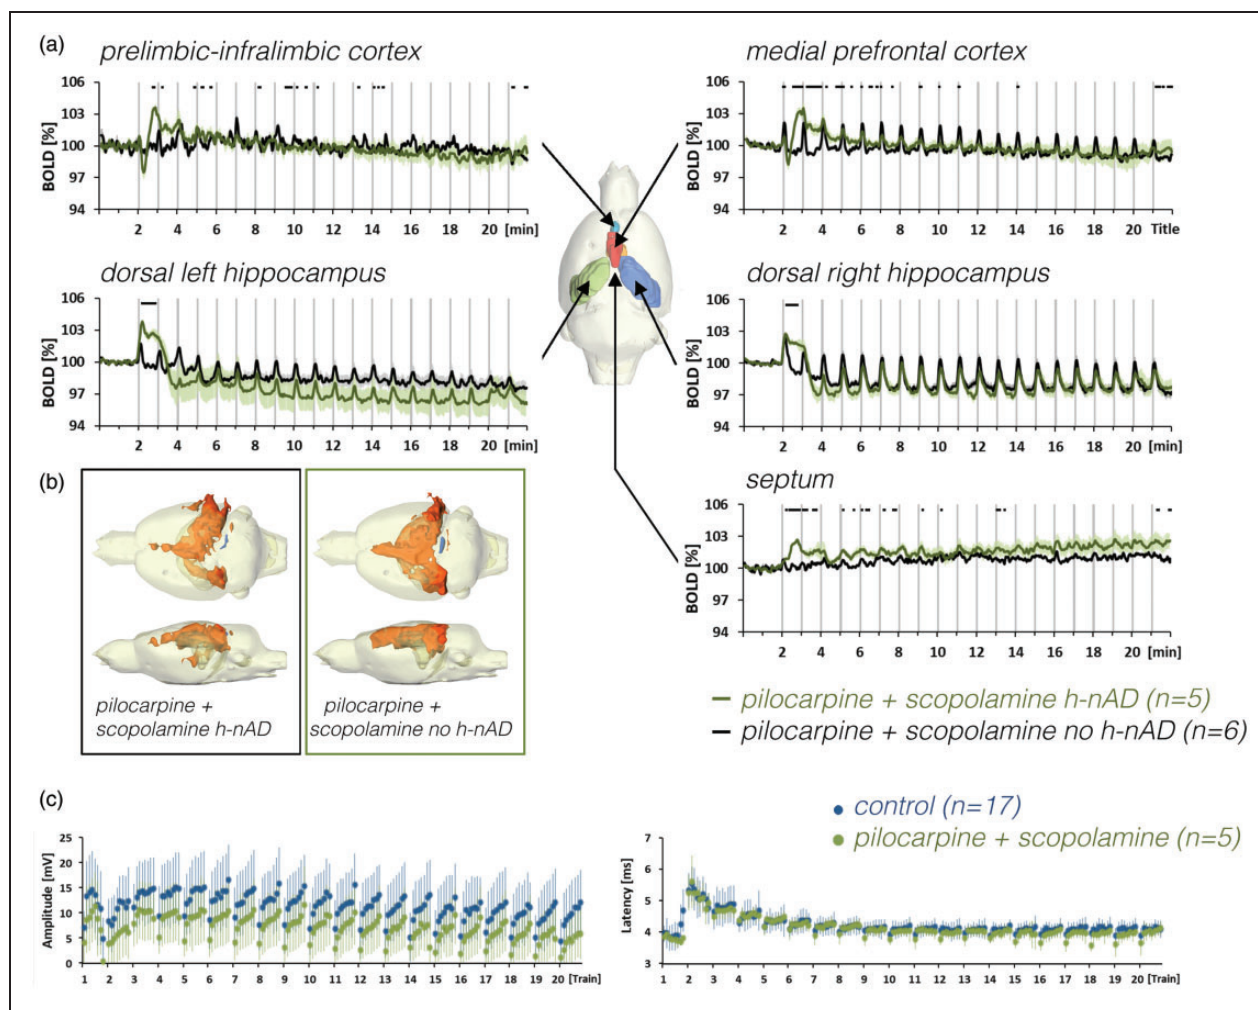 (a)
prelimbic-infralimbic cortex
106
103
100
97
94
BOLD [%]
2 4 6 8 10 12 14 16 18 20 [min]
medial prefrontal cortex
106
103
100
97
94
BOLD [%]
2 4 6 8 10 12 14 16 18 20 Title
dorsal left hippocampus
106
103
100
97
94
BOLD [%]
2 4 6 8 10 12 14 16 18 20 [min]
dorsal right hippocampus
106
103
100
97
94
BOLD [%]
2 4 6 8 10 12 14 16 18 20 [min]
(b)
pilocarpine +
scopolamine h-nAD
pilocarpine +
scopolamine no h-nAD
septum
106
103
100
97
94
BOLD [%]
2 4 6 8 10 12 14 16 18 20 [min]
pilocarpine + scopolamine h-nAD (n=5)
pilocarpine + scopolamine no h-nAD (n=6)
(c)
control (n=17)
pilocarpine + scopolamine (n=5)
25
20
15
10
5
0
Amplitude [mV]
1 2 3 4 5 6 7 8 9 10 11 12 13 14 15 16 17 18 19 20 [Train]
7
6
5
4
3
Latency [ms]
1 2 3 4 5 6 7 8 9 10 11 12 13 14 15 16 17 18 19 20 [Train]